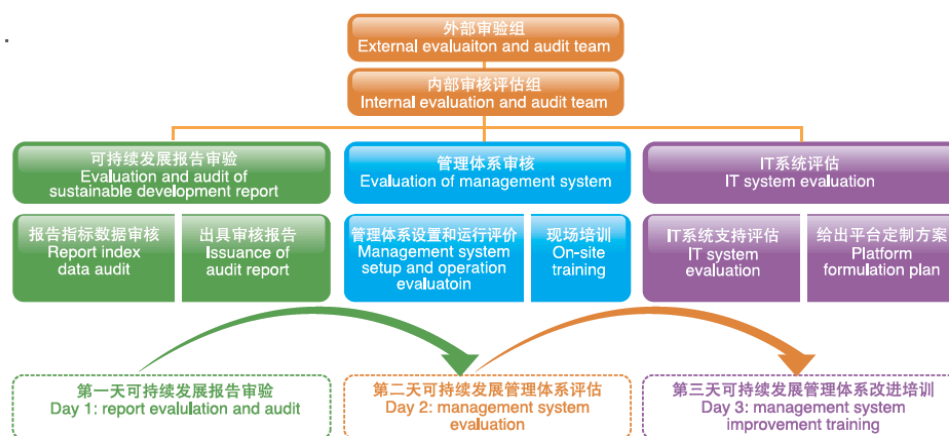 外部审验组
External evaluaiton and audit team
内部审核评估组
Internal evaluation and audit team
可持续发展报告审验
Evaluation and audit of
sustainable development report
管理体系审核
Evaluation of management system
IT系统评估
IT system evaluation
报告指标数据审核
Report index
data audit
出具审核报告
Issuance of
audit report
管理体系设置和运行评价
Management system
setup and operation
evaluatoin
现场培训
On-site
training
IT系统支持评估
IT system
evaluation
给出平台定制方案
Platform
formulation plan
第一天可持续发展报告审验
Day 1: report evalulation and audit
第二天可持续发展管理体系评估
Day 2: management system
evaluation
第三天可持续发展管理体系改进培训
Day 3: management system
improvement training